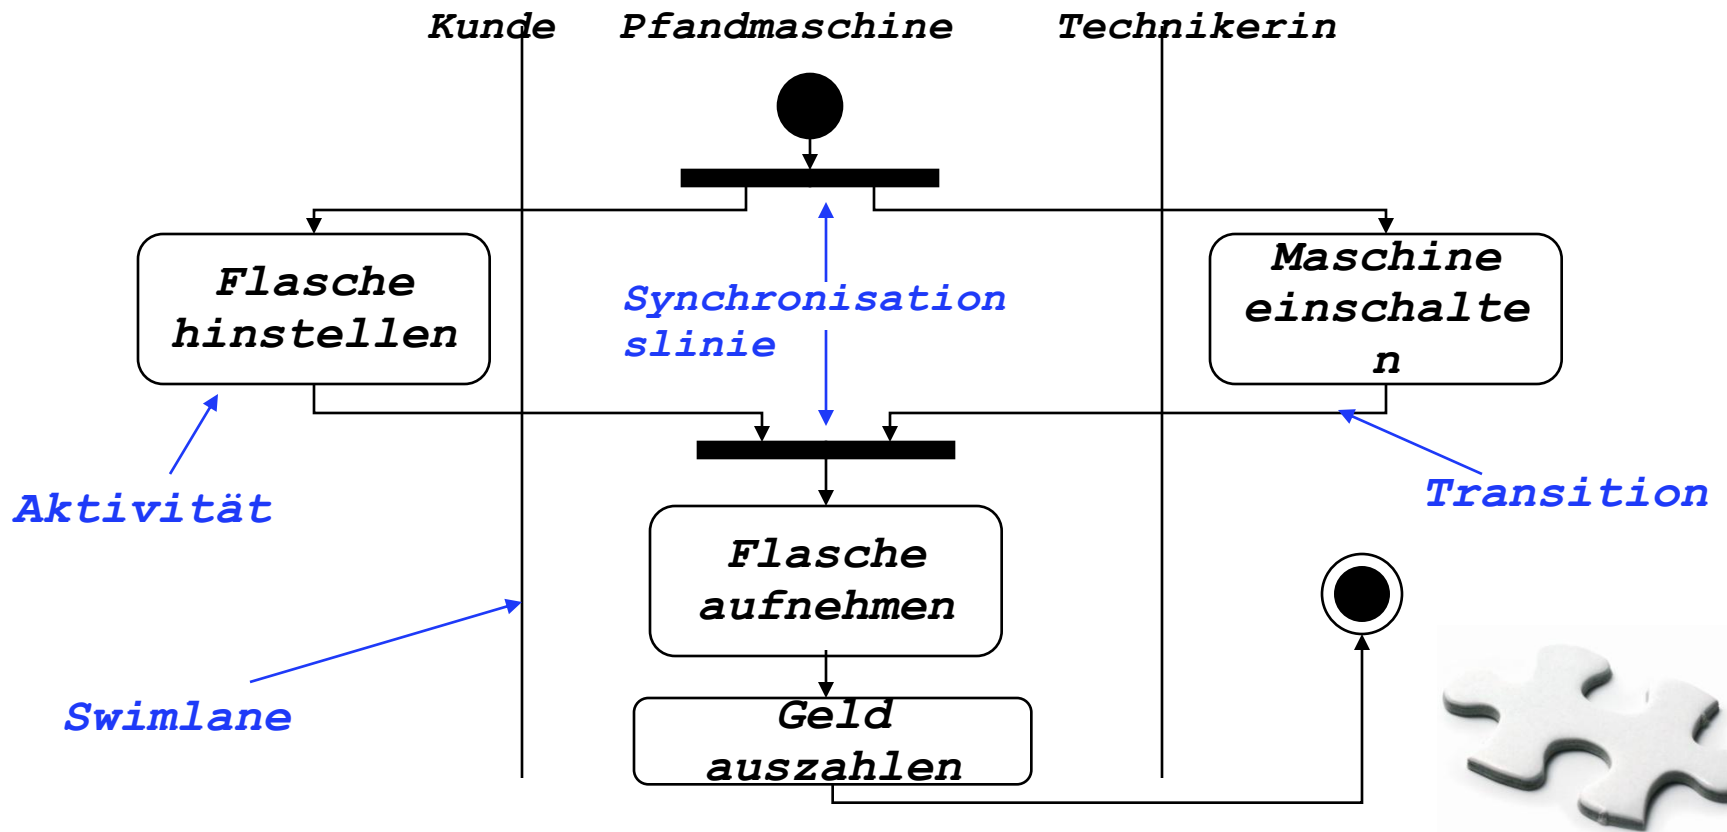 Kunde Pfandmaschine Technikerin
Flasche
hinstellen
Synchronisation
slinie
Maschine
einschalte
n
Aktivität
Transition
Flasche
aufnehmen
Swimlane
Geld
auszahlen